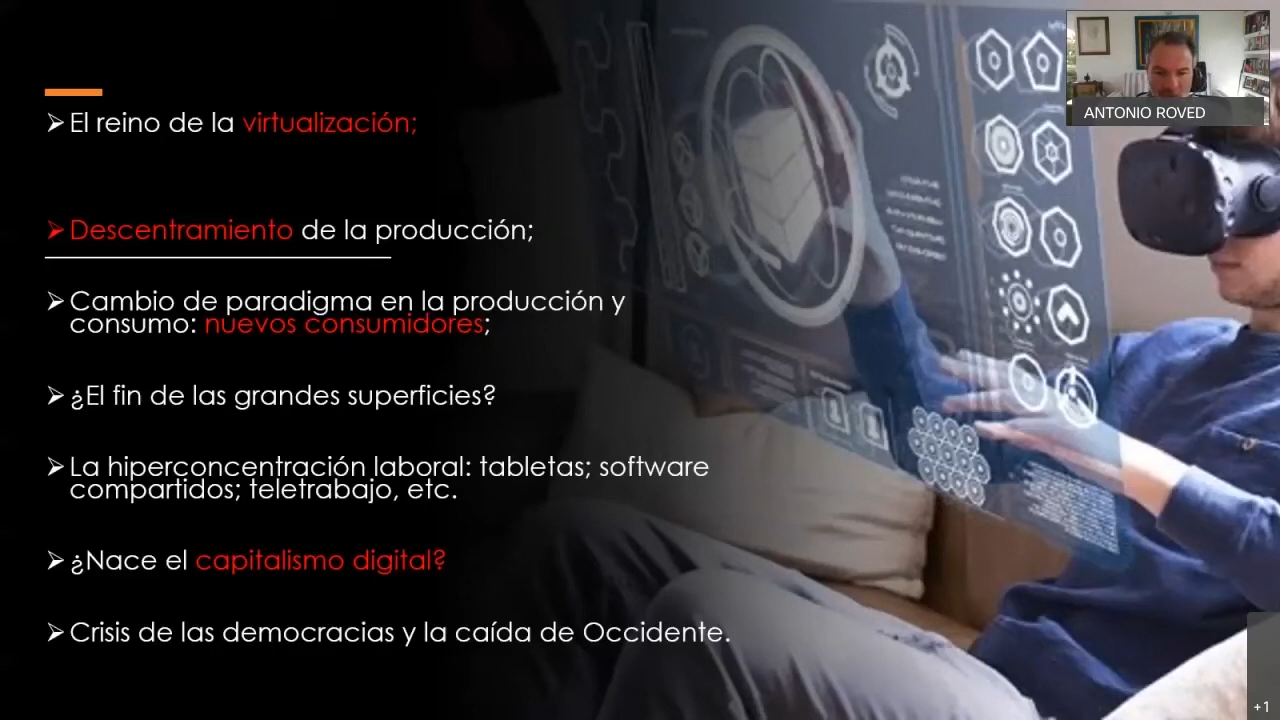 ➢El reino de la virtualización;
➢Descentramiento de la producción;
➢Cambio de paradigma en la producción y
consumo: nuevos consumidores;
➢¿El fin de las grandes superficies?
➢La hiperconcentración laboral: tabletas; software
compartidos; teletrabajo, etc.
➢¿Nace el capitalismo digital?
➢Crisis de las democracias y la caída de Occidente.
ANTONIO ROVED
+1